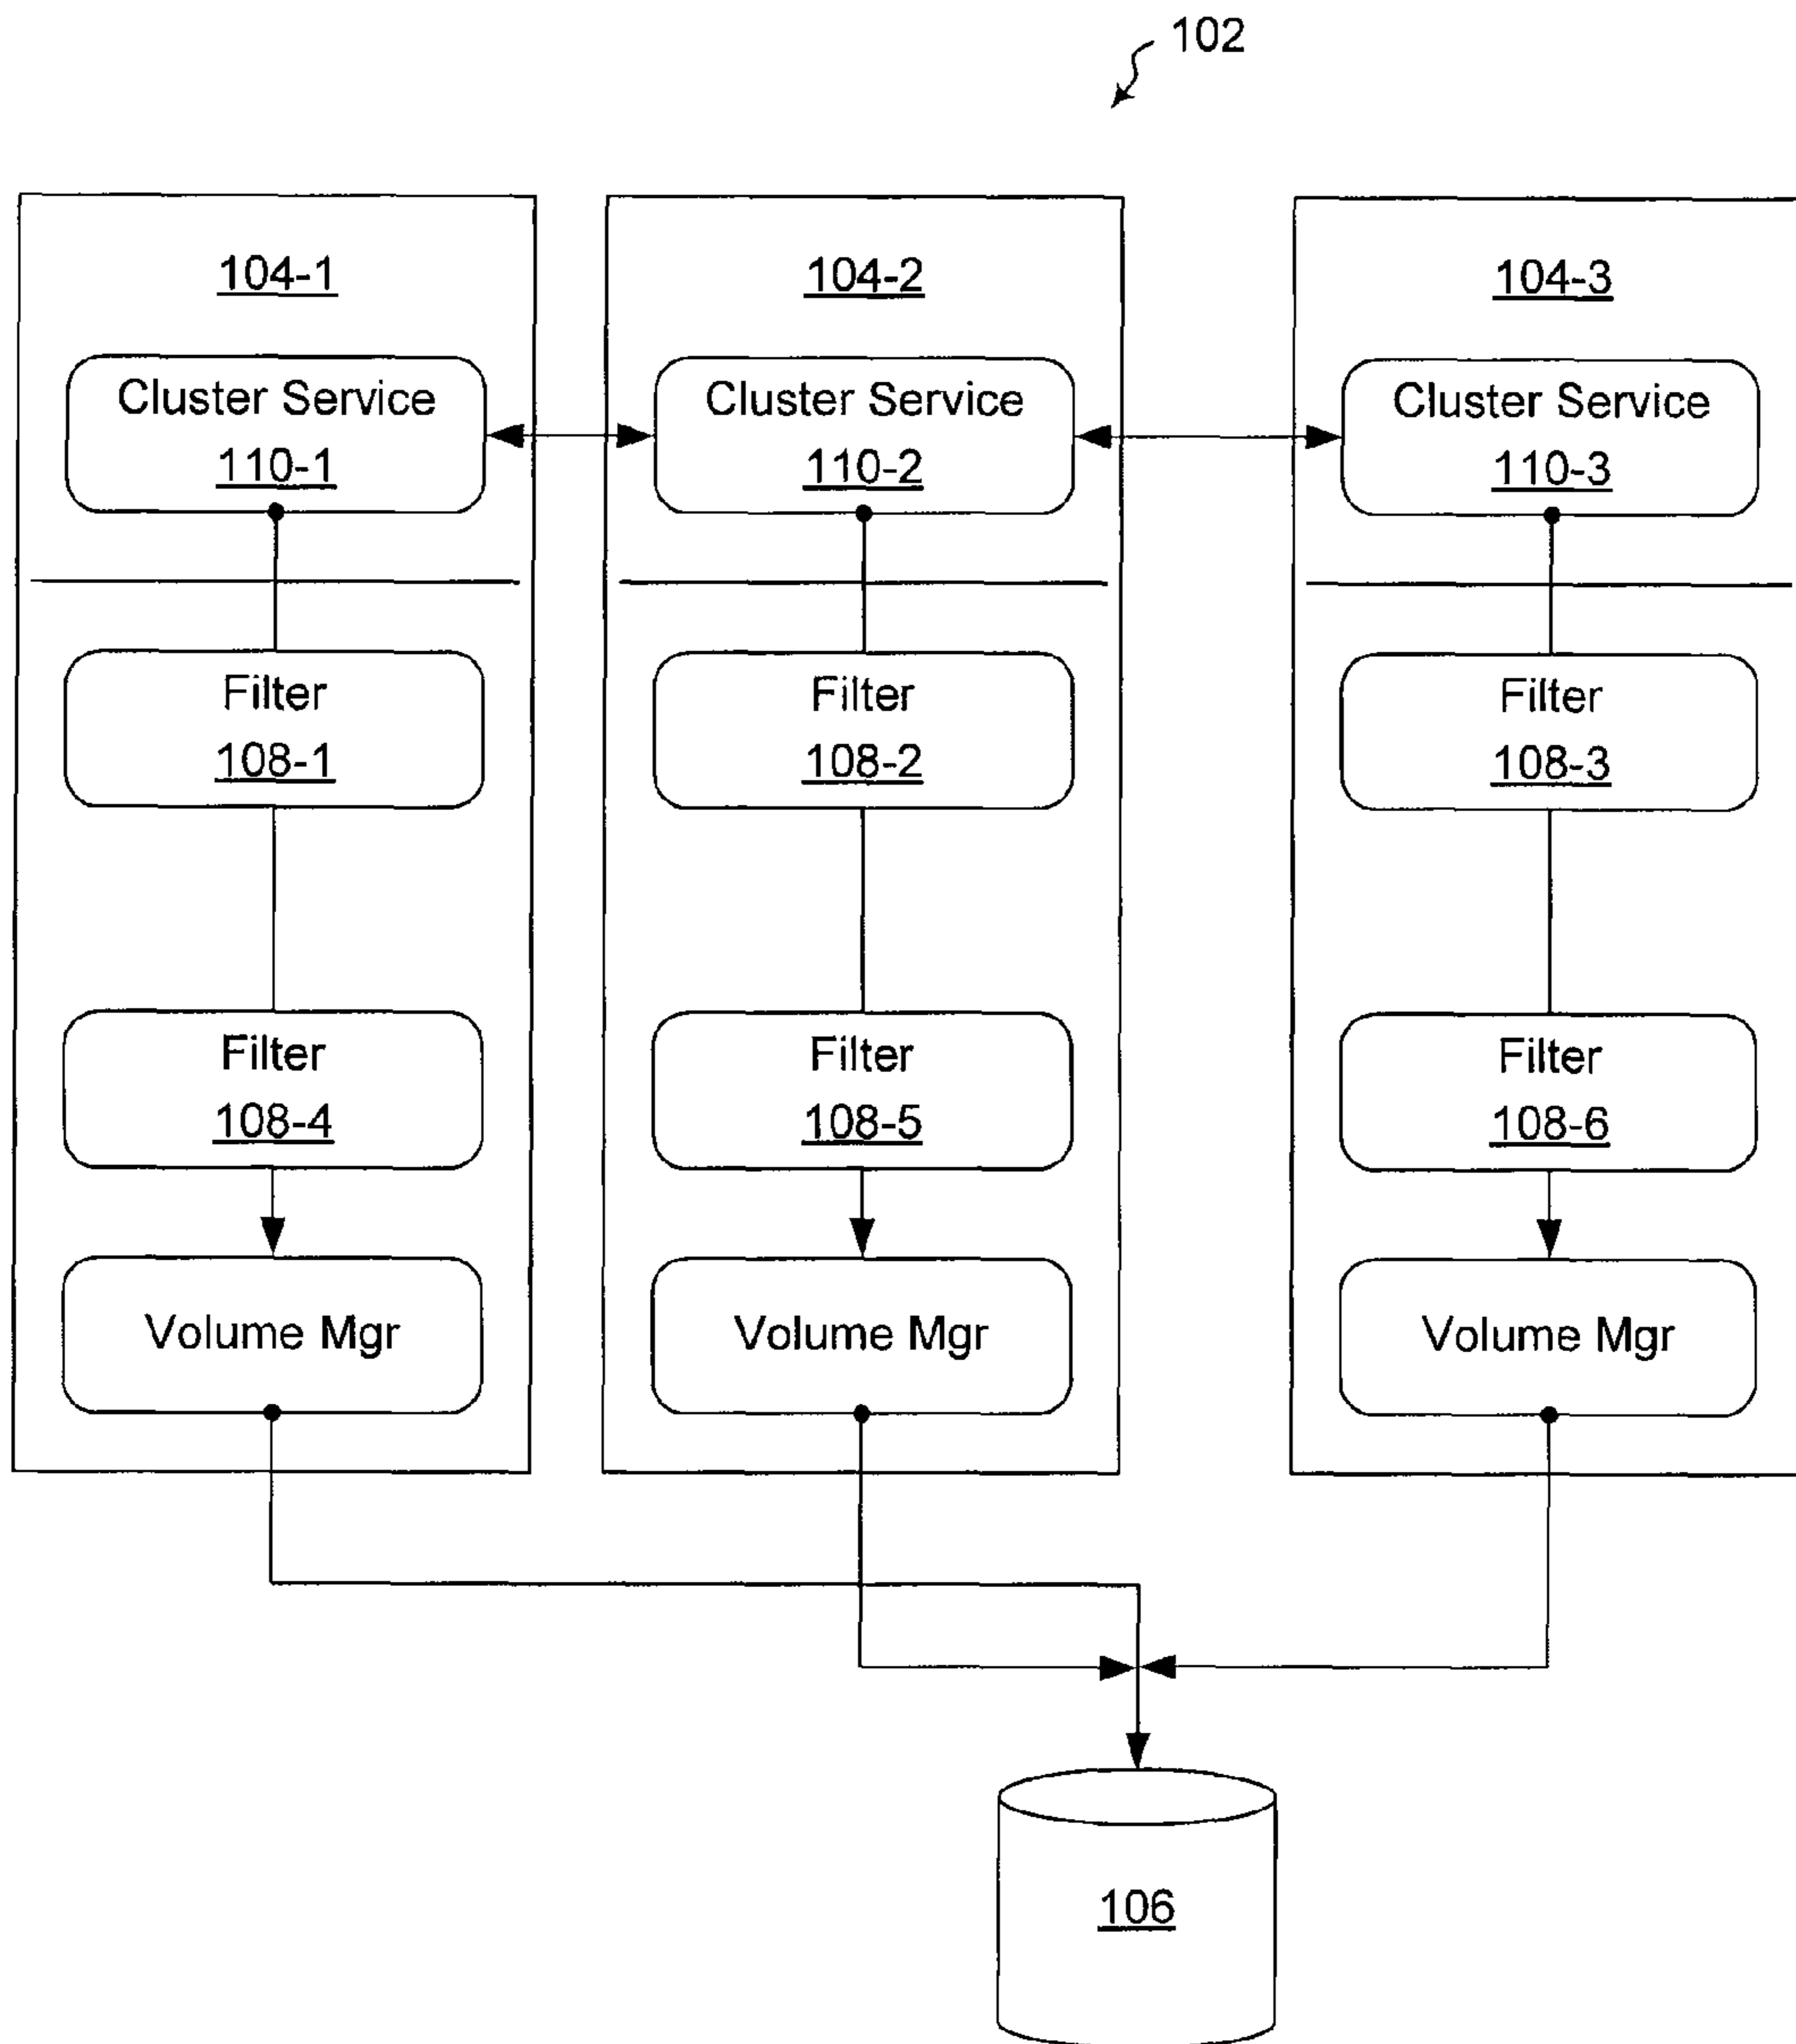 102
104-1
104-2
104-3
Cluster Service
110-1
Cluster Service
110-2
Cluster Service
110-3
Filter
108-1
Filter
108-2
Filter
108-3
Filter
108-4
Filter
108-5
Filter
108-6
Volume Mgr
Volume Mgr
Volume Mgr
106